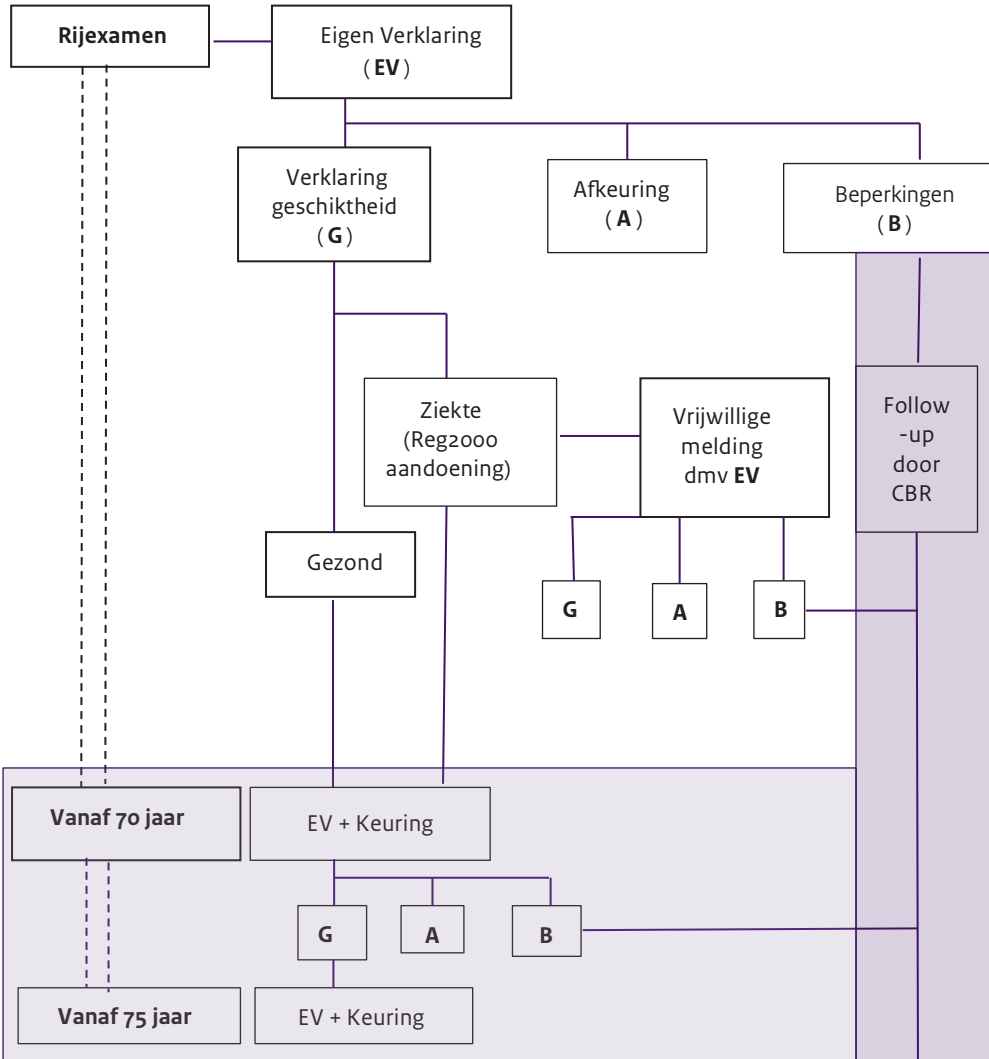 Rijexamen
Eigen Verklaring
( EV )
Verklaring
geschiktheid
( G )
Afkeuring
( A )
Beperkingen
( B )
Ziekte
(Reg2000
aandoening)
Vrijwillige
melding
dmv EV
Follow
-up
door
CBR
Gezond
G
A
B
Vanaf 70 jaar
EV + Keuring
G
A
B
Vanaf 75 jaar
EV + Keuring